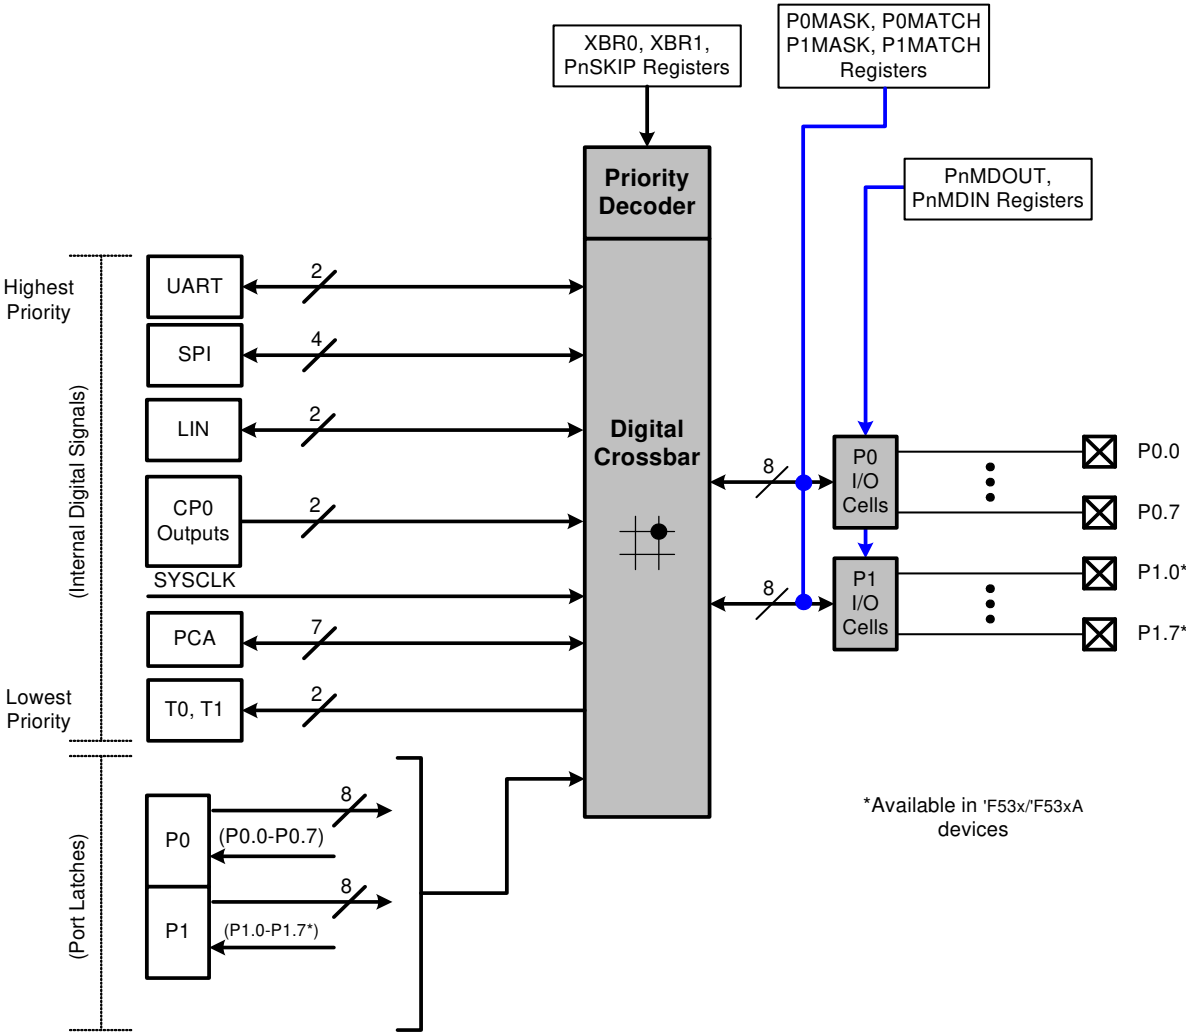 XBR0, XBR1,
PnSKIP Registers
P0MASK, P0MATCH
P1MASK, P1MATCH
Registers
PnMDOUT,
PnMDIN Registers
Priority
Decoder
Highest
Priority
(Internal Digital Signals)
Lowest
Priority
UART
2
SPI
4
LIN
2
CP0
Outputs
2
SYSCLK
PCA
7
T0, T1
2
Digital
Crossbar
8
8
P0
I/O
Cells
P1
I/O
Cells
P0.0
P0.7
P1.0*
P1.7*
(Port Latches)
P0
8
(P0.0-P0.7)
P1
8
(P1.0-P1.7*)
*Available in 'F53x/'F53xA
devices